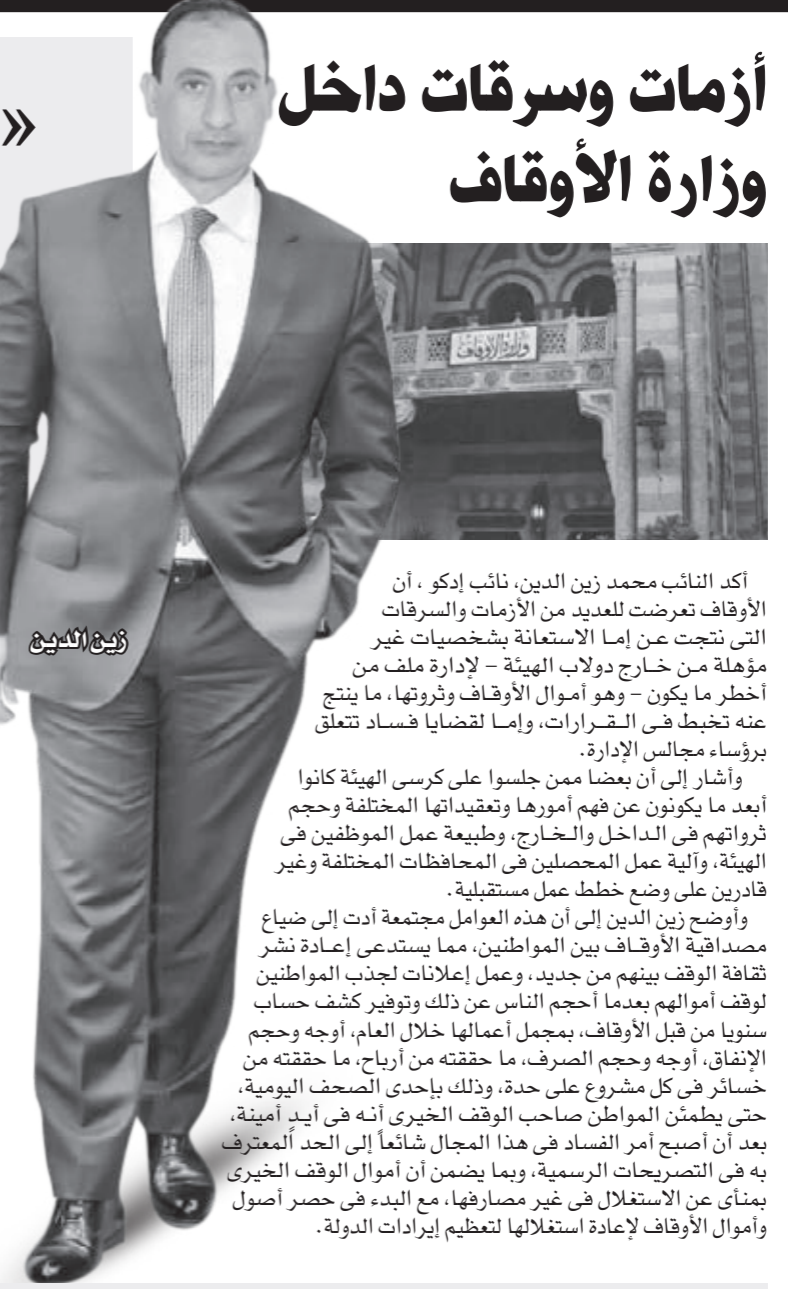 أزمات وسرقات داخل
وزارة الأوقاف
«
وزارة الأوقاف
زين الدين
أكد النائب محمد زين الدين، نائب إدكو ، أن
الأوقاف تعرضت للعديد من الأزمات والسرقات
التى نتجت عن إما الاستعانة بشخصيات غير
مؤهلة من خارج دولاب الهيئة – لإدارة ملف من
أخطر ما يكون – وهو أموال الأوقاف وثروتها، ما ينتج
عنه تخبط فى القرارات، وإما لقضايا فساد تتعلق
برؤساء مجالس الإدارة.
وأشار إلى أن بعضا ممن جلسوا على كرسى الهيئة كانوا
أبعد ما يكونون عن فهم أمورها وتعقيداتها المختلفة وحجم
ثرواتهم فى الداخل والخارج، وطبيعة عمل الموظفين فى
الهيئة، وآلية عمل المحصلين فى المحافظات المختلفة وغير
قادرين على وضع خطط عمل مستقبلية.
وأوضح زين الدين إلى أن هذه العوامل مجتمعة أدت إلى ضياع
مصداقية الأوقاف بين المواطنين، مما يستدعى إعادة نشر
ثقافة الوقف بينهم من جديد، وعمل إعلانات لجذب المواطنين
لوقف أموالهم بعدما أحجم الناس عن ذلك وتوفير كشف حساب
سنويا من قبل الأوقاف، بمجمل أعمالها خلال العام، أوجه وحجم
الإنفاق، أوجه وحجم الصرف، ما حققته من أرباح، ما حققته من
خسائر فى كل مشروع على حدة، وذلك بإحدى الصحف اليومية،
حتى يطمئن المواطن صاحب الوقف الخيرى أنه فى أيدٍ أمينة،
بعد أن أصبح أمر الفساد فى هذا المجال شائعاً إلى الحد المعترف
به فى التصريحات الرسمية، وبما يضمن أن أموال الوقف الخيرى
بمنأى عن الاستغلال فى غير مصارفها، مع البدء فى حصر أصول
وأموال الأوقاف لإعادة استغلالها لتعظيم إيرادات الدولة.